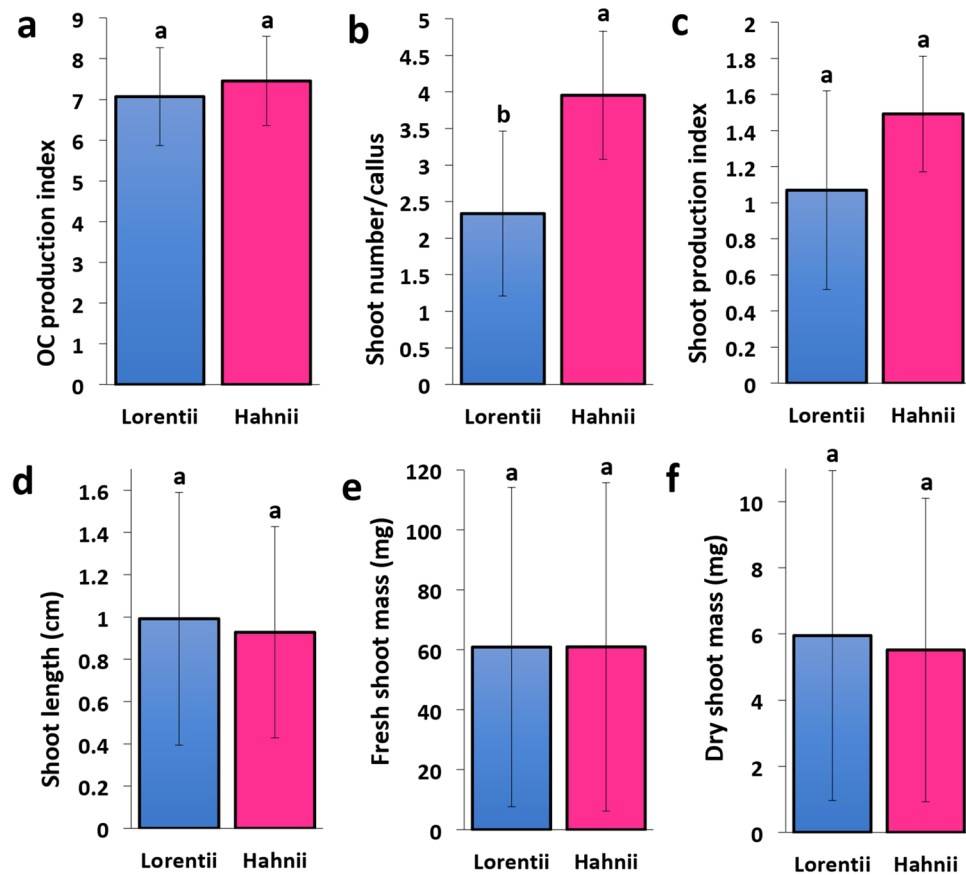 a
OC production index
9
8
7
6
5
4
3
2
1
0
a
a
Lorentii
Hahnii
b
Shoot number/callus
5
4.5
4
3.5
3
2.5
2
1.5
1
0.5
0
b
a
Lorentii
Hahnii
c
Shoot production index
2
1.8
1.6
1.4
1.2
1
0.8
0.6
0.4
0.2
0
a
a
Lorentii
Hahnii
d
Shoot length (cm)
1.6
1.4
1.2
1
0.8
0.6
0.4
0.2
0
a
a
Lorentii
Hahnii
e
Fresh shoot mass (mg)
120
100
80
60
40
20
0
a
a
Lorentii
Hahnii
f
Dry shoot mass (mg)
10
8
6
4
2
0
a
a
Lorentii
Hahnii